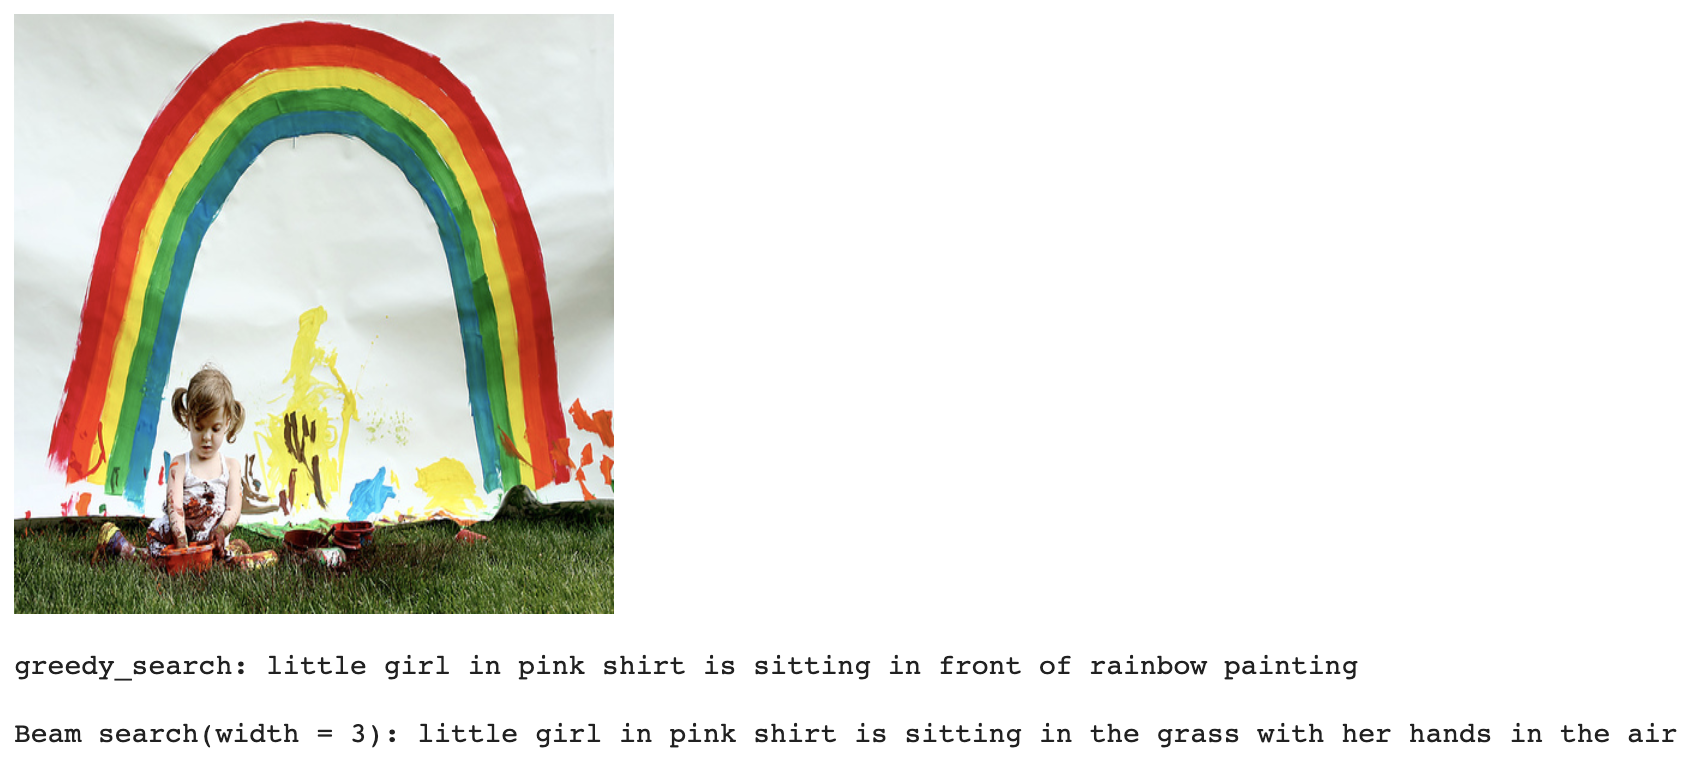 greedy_search: little girl in pink shirt is sitting in front of rainbow painting
Beam search(width = 3): little girl in pink shirt is sitting in the grass with her hands in the air